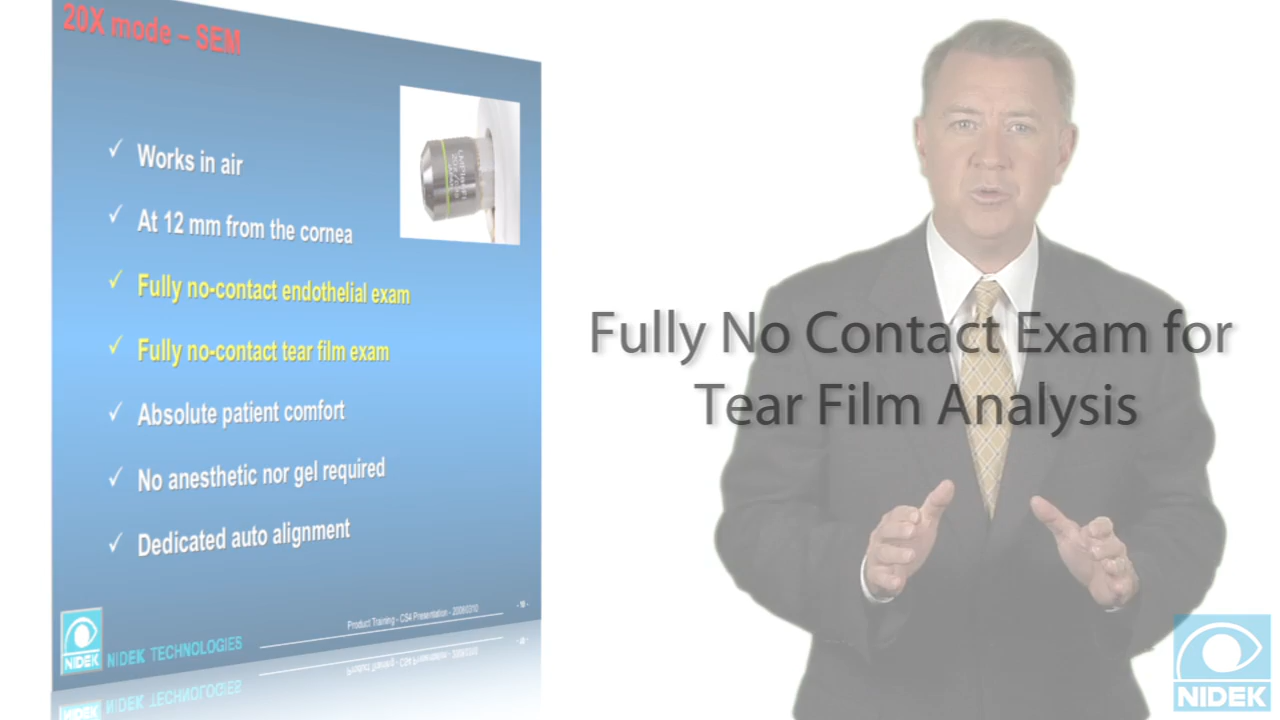 20X mode – SEM
✓ Works in air
✓ At 12 mm from the cornea
✓ Fully no-contact endothelial exam
✓ Fully no-contact tear film exam
✓ Absolute patient comfort
✓ No anesthetic nor gel required
✓ Dedicated auto alignment
Product Training - CS4 Presentation - 20080310
- 10 -
NIDEK
NIDEK TECHNOLOGIES
Fully No Contact Exam for
Tear Film Analysis
NIDEK